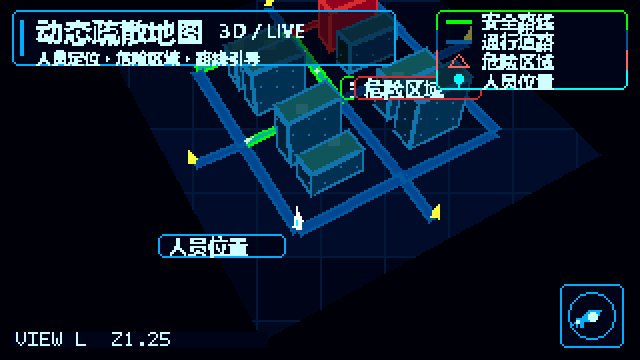 动态疏散地图 3D/LIVE
人员定位·危险区域·路线引导
安全路线
通行道路
危险区域
人员位置
危险区域
人员位置
VIEW L Z1.25